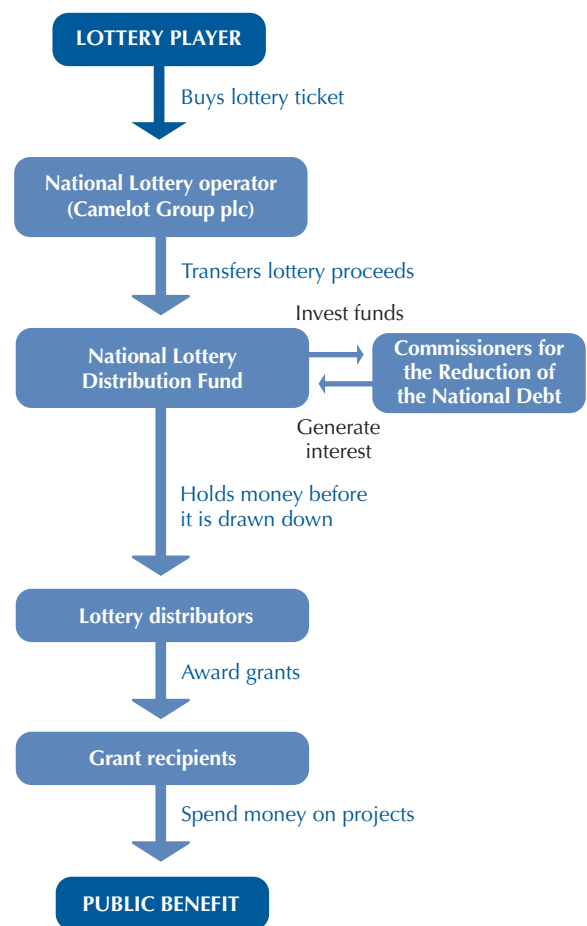 LOTTERY PLAYER
Buys lottery ticket
National Lottery operator
(Camelot Group plc)
Transfers lottery proceeds
Invest funds
National Lottery
Distribution Fund
Commissioners for
the Reduction of
the National Debt
Generate
interest
Holds money before
it is drawn down
Lottery distributors
Award grants
Grant recipients
Spend money on projects
PUBLIC BENEFIT